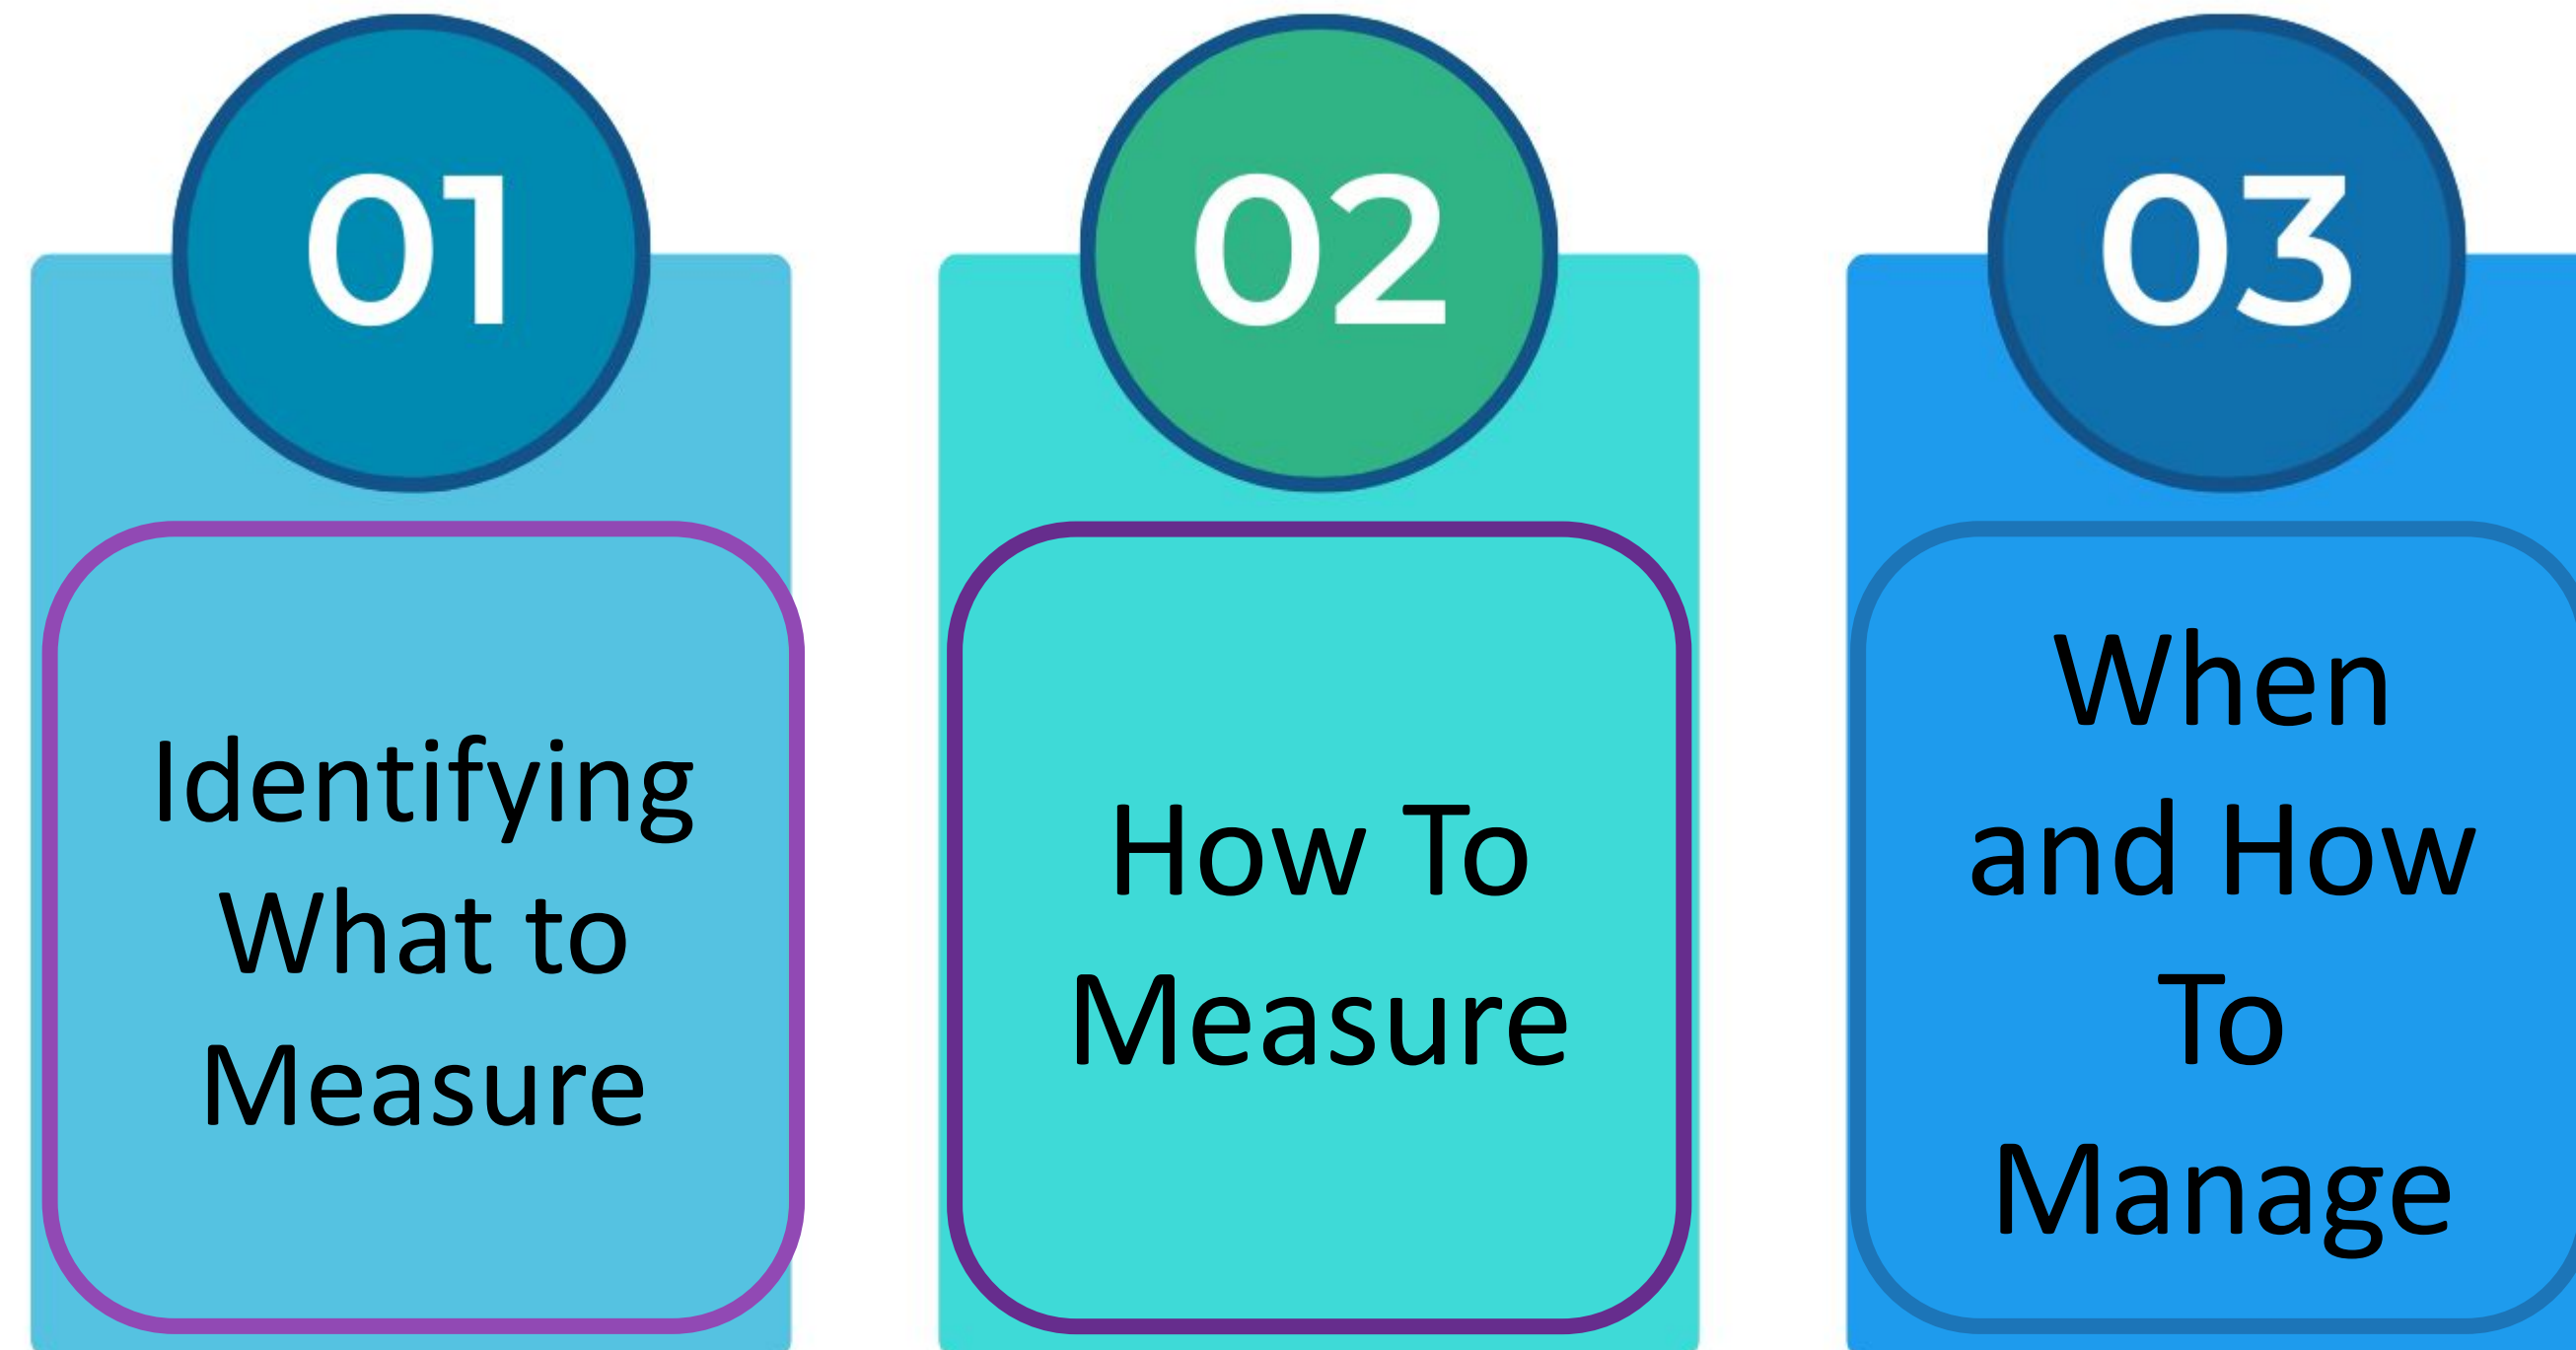 01
Identifying
What to
Measure
02
How To
Measure
03
When
and How
To
Manage